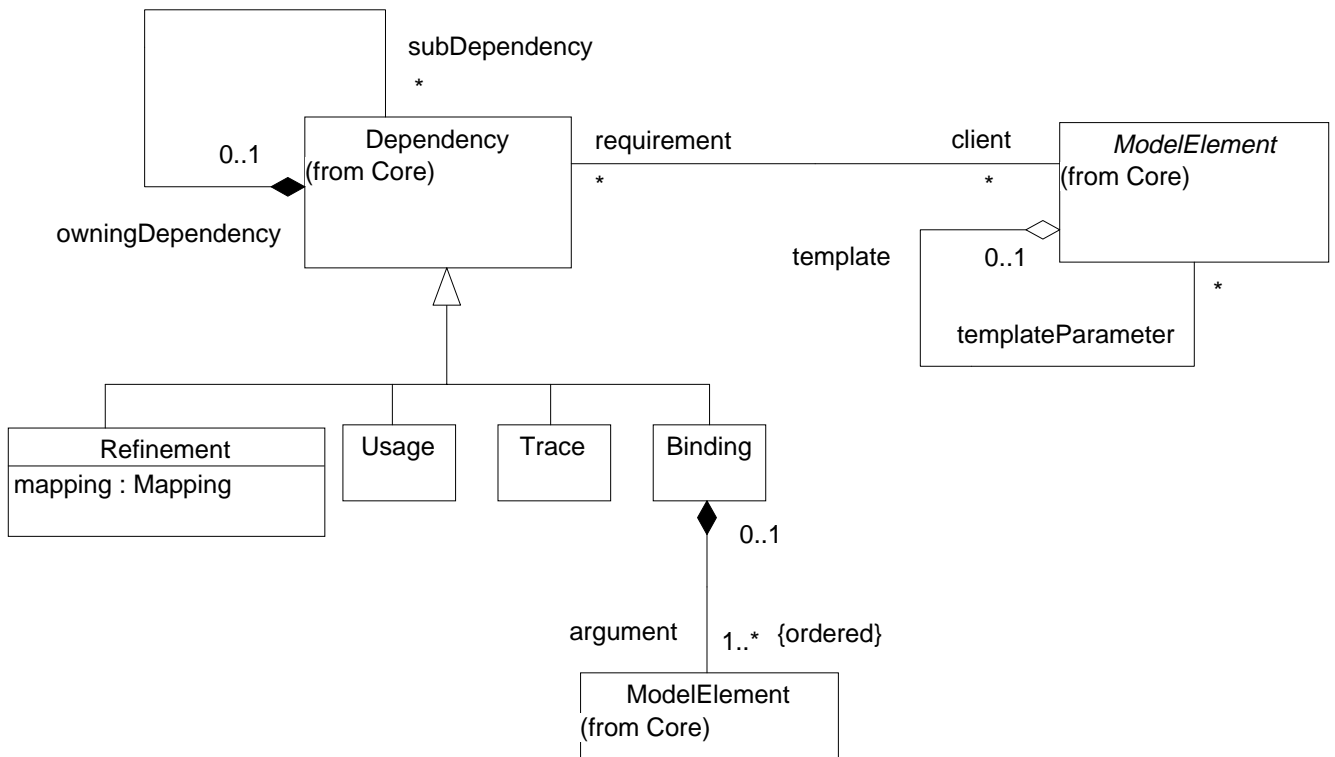 subDependency
*
Dependency
(from Core)
0..1
owningDependency
requirement
*
client
*
ModelElement
(from Core)
template
0..1
*
templateParameter
Refinement
mapping : Mapping
Usage
Trace
Binding
0..1
argument
1..*
{ordered}
ModelElement
(from Core)